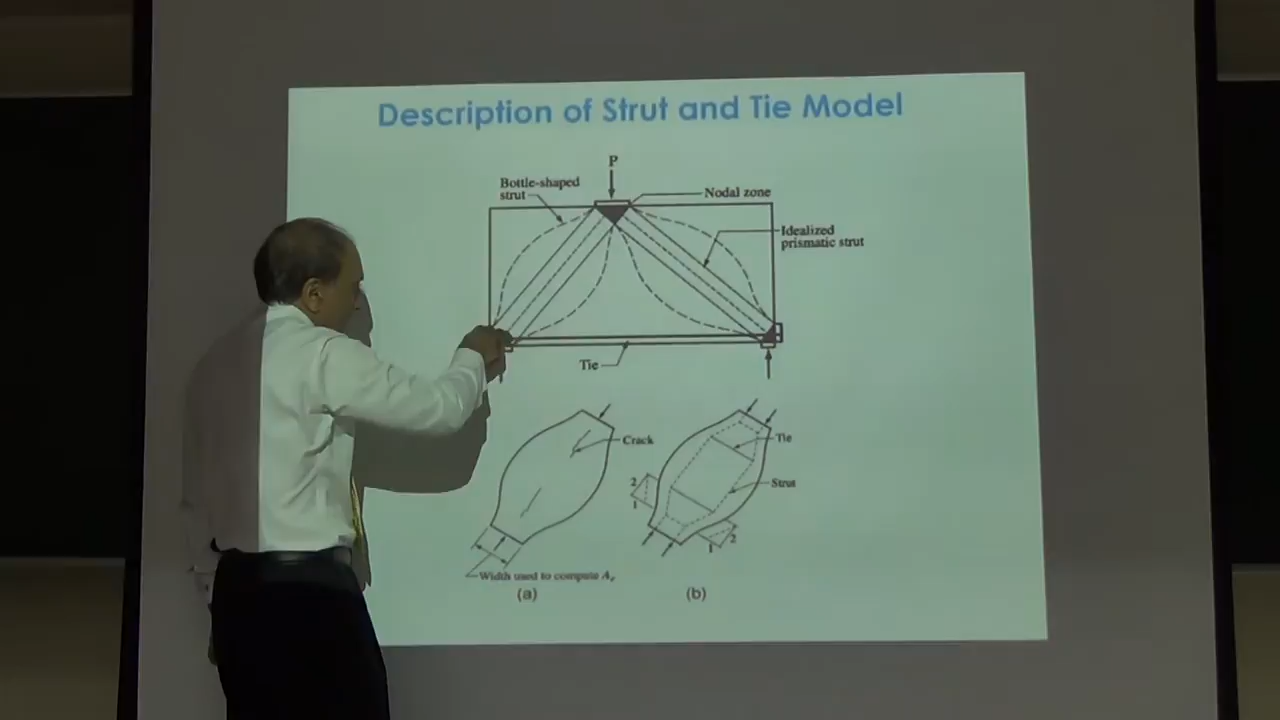 Description of Strut and Tie Model
P
Bottle-shaped
strut
Nodal zone
Idealized
prismatic strut
Tie
Crack
Tie
Strut
2
1
1
2
Width used to compute Ac
(a)
(b)